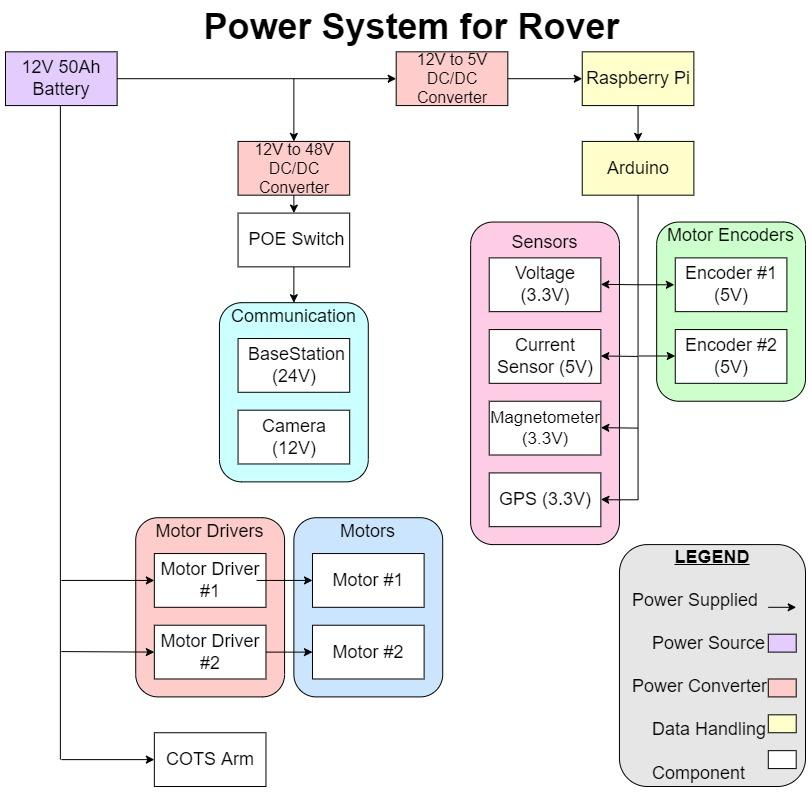 Power System for Rover
12V 50Ah
Battery
12V to 5V
DC/DC
Converter
Raspberry Pi
12V to 48V
DC/DC
Converter
Arduino
POE Switch
Sensors
Motor Encoders
Voltage
(3.3V)
Encoder #1
(5V)
Communication
BaseStation
(24V)
Current
Sensor (5V)
Encoder #2
(5V)
Camera
(12V)
Magnetometer
(3.3V)
GPS (3.3V)
Motor Drivers
Motors
Motor Driver
#1
Motor #1
Motor Driver
#2
Motor #2
COTS Arm
LEGEND
Power Supplied
Power Source
Power Converter
Data Handling
Component